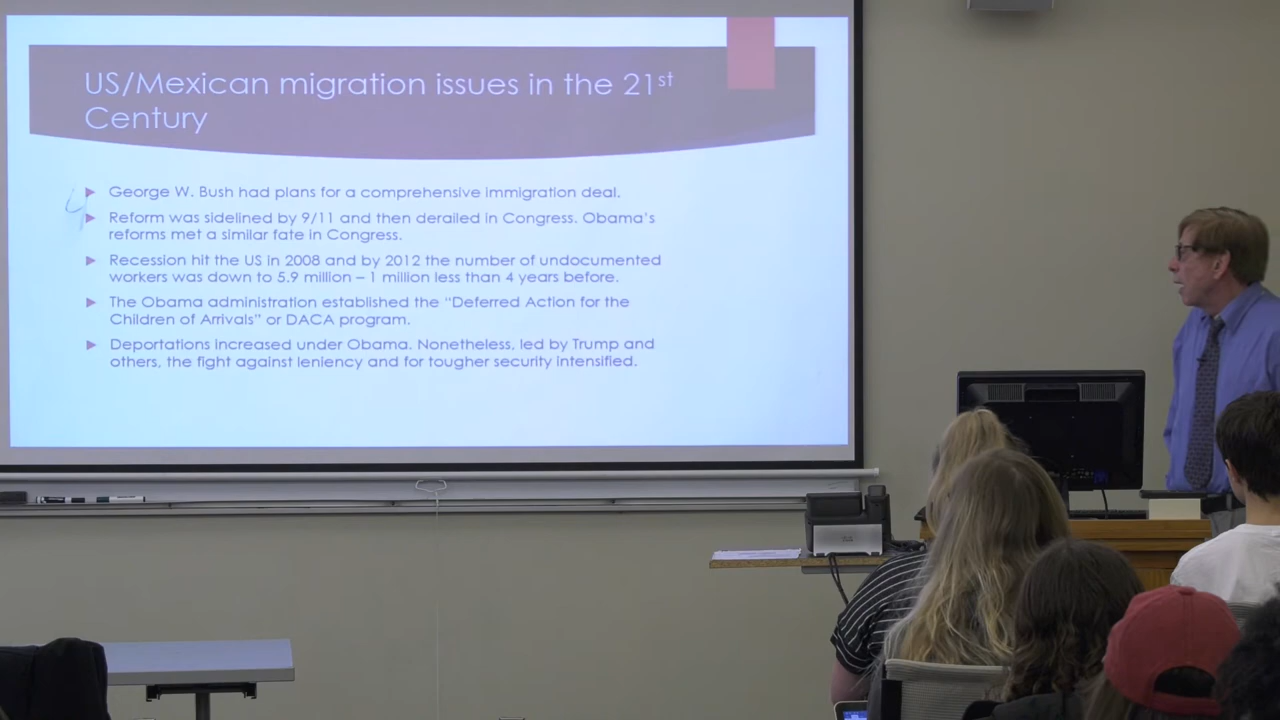 US/Mexican migration issues in the 21st
Century
George W. Bush had plans for a comprehensive immigration deal.
Reform was sidelined by 9/11 and then derailed in Congress. Obama's
reforms met a similar fate in Congress.
Recession hit the US in 2008 and by 2012 the number of undocumented
workers was down to 5.9 million – 1 million less than 4 years before.
The Obama administration established the "Deferred Action for the
Children of Arrivals" or DACA program.
Deportations increased under Obama. Nonetheless, led by Trump and
others, the fight against leniency and for tougher security intensified.